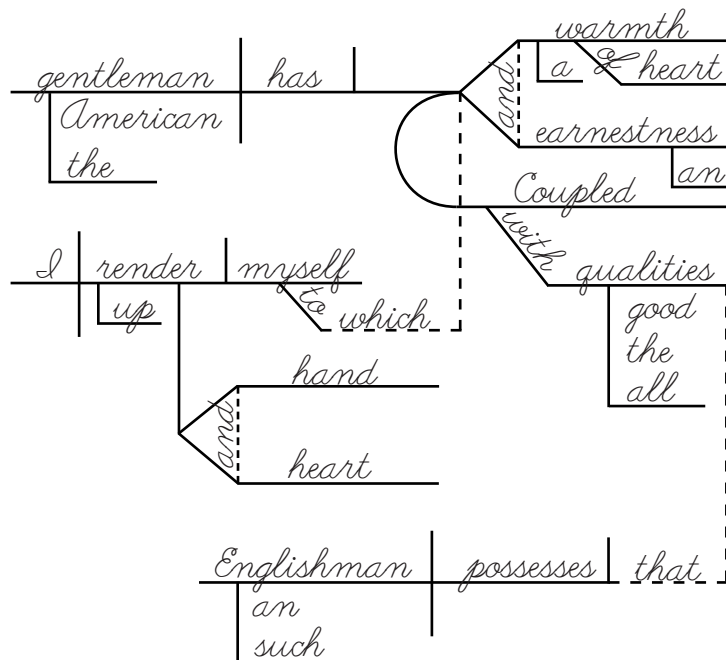 warmth
gentleman has and a of heart
American
the
earnestness
an
Coupled
with
I render myself
up to which
qualities
good
the
all
hand
and
heart
Englishman possesses that
an
such